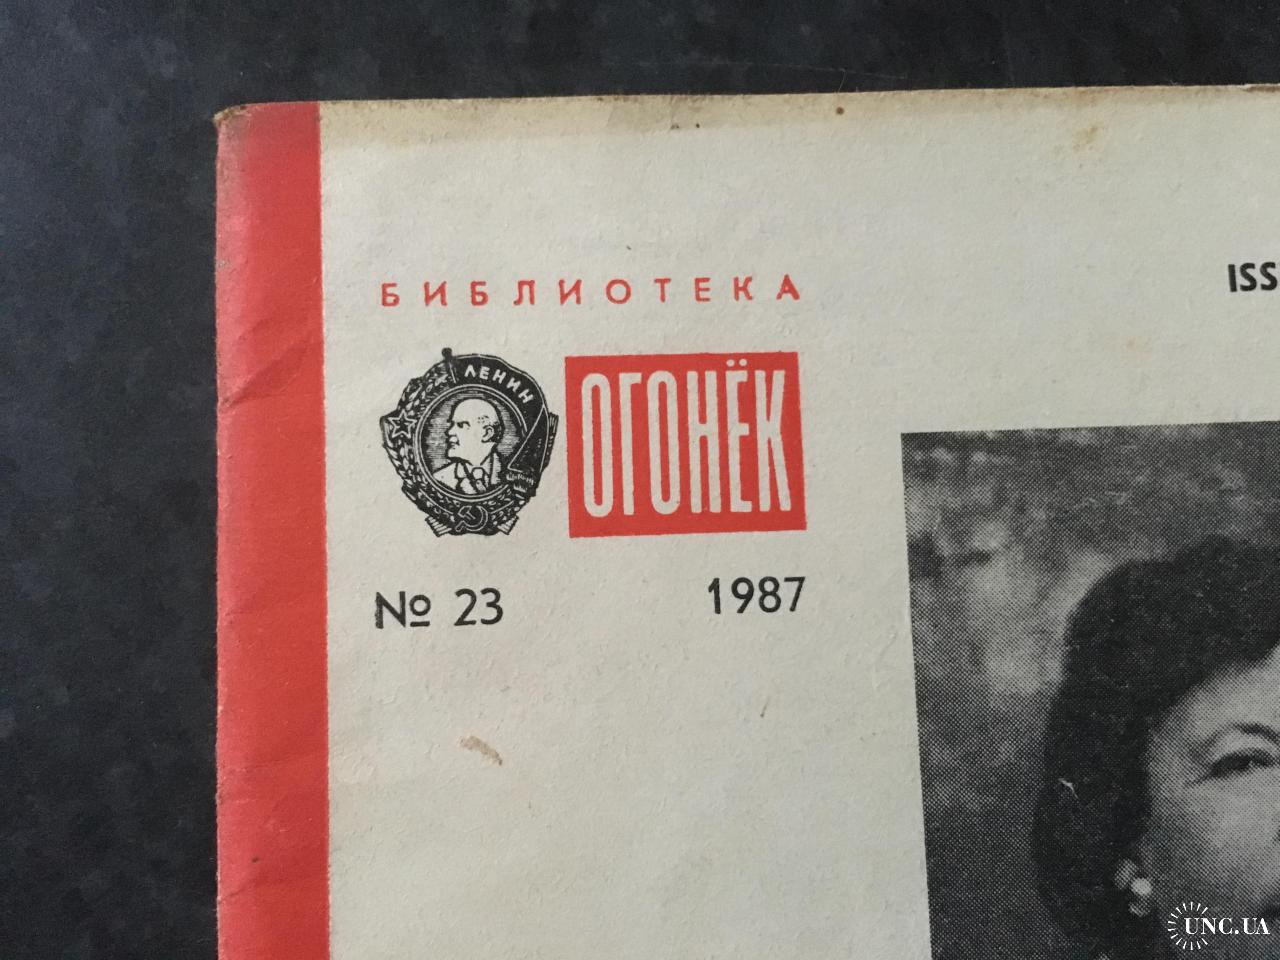 БИБЛИОТЕКА
ISS
ЛЕНИН
ОГОНЁК
№ 23
1987
UNC.UA